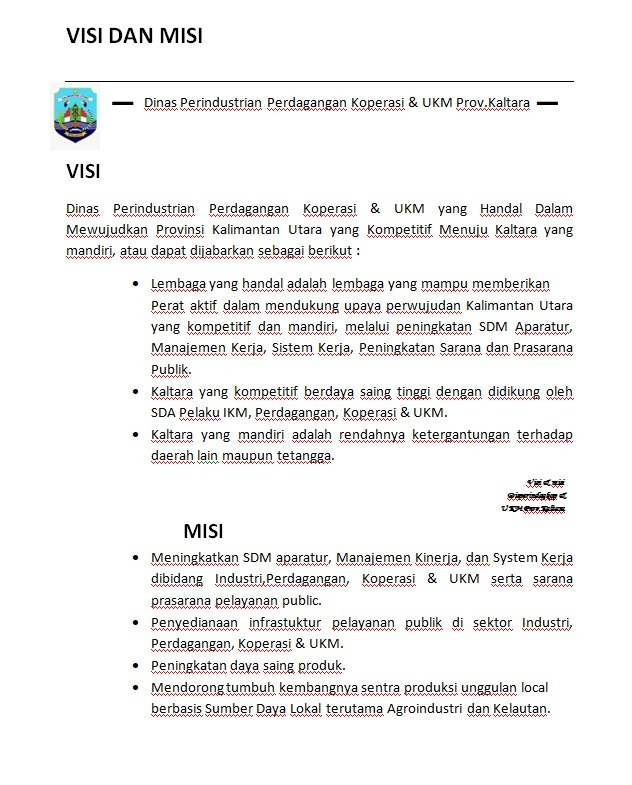 VISI DAN MISI
Dinas Perindustrian Perdagangan Koperasi & UKM Prov.Kaltara
VISI
Dinas Perindustrian Perdagangan Koperasi & UKM yang Handal Dalam
Mewujudkan Provinsi Kalimantan Utara yang Kompetitif Menuju Kaltara yang
mandiri, atau dapat dijabarkan sebagai berikut :
• Lembaga yang handal adalah lembaga yang mampu memberikan
Perat aktif dalam mendukung upaya perwujudan Kalimantan Utara
yang kompetitif dan mandiri, melalui peningkatan SDM Aparatur,
Manajemen Kerja, Sistem Kerja, Peningkatan Sarana dan Prasarana
Publik.
• Kaltara yang kompetitif berdaya saing tinggi dengan didikung oleh
SDA Pelaku IKM, Perdagangan, Koperasi & UKM.
• Kaltara yang mandiri adalah rendahnya ketergantungan terhadap
daerah lain maupun tetangga.
Visi & misi
MISI
• Meningkatkan SDM aparatur, Manajemen Kinerja, dan System Kerja
dibidang Industri,Perdagangan, Koperasi & UKM serta sarana
prasarana pelayanan public.
• Penyedianaan infrastuktur pelayanan publik di sektor Industri,
Perdagangan, Koperasi & UKM.
• Peningkatan daya saing produk.
• Mendorong tumbuh kembangnya sentra produksi unggulan local
berbasis Sumber Daya Lokal terutama Agroindustri dan Kelautan.